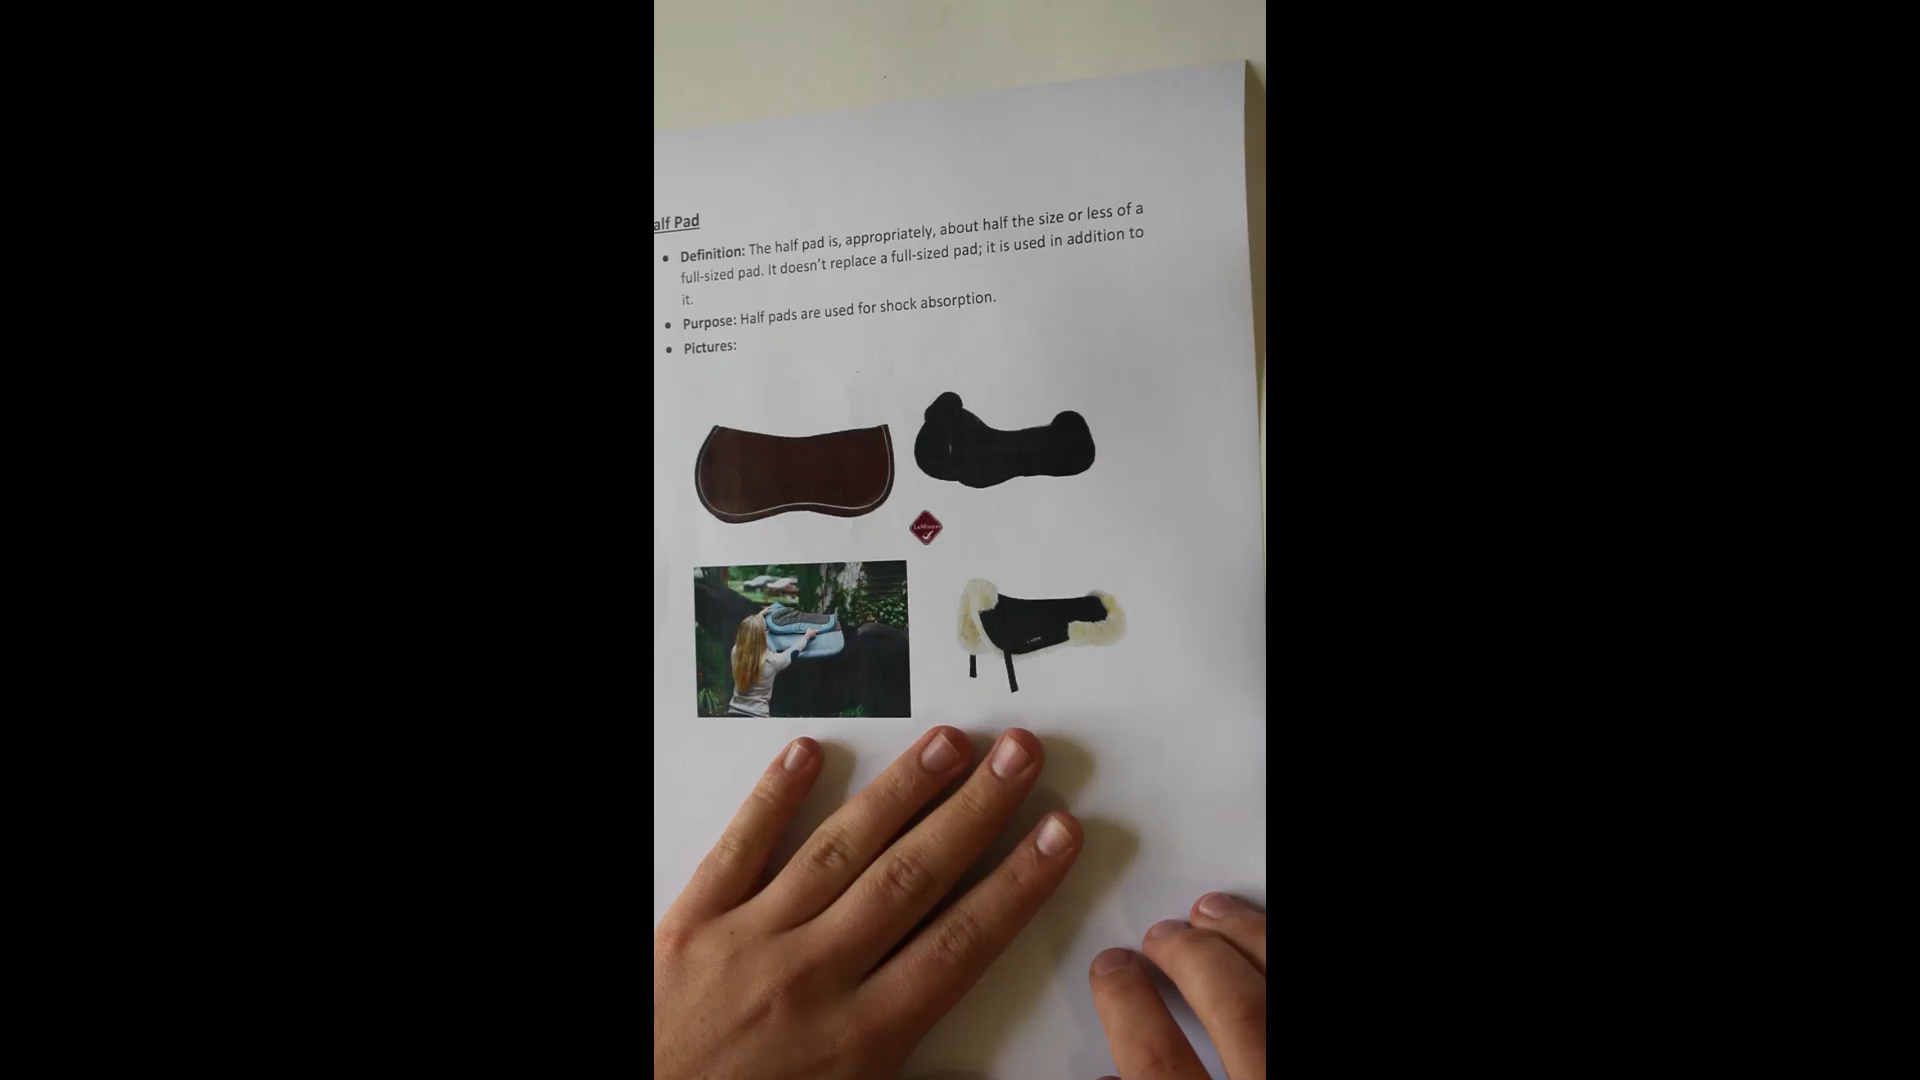 alf Pad
• Definition: The half pad is, appropriately, about half the size or less of a
full-sized pad. It doesn’t replace a full-sized pad; it is used in addition to
it.
• Purpose: Half pads are used for shock absorption.
• Pictures:
LeMieux